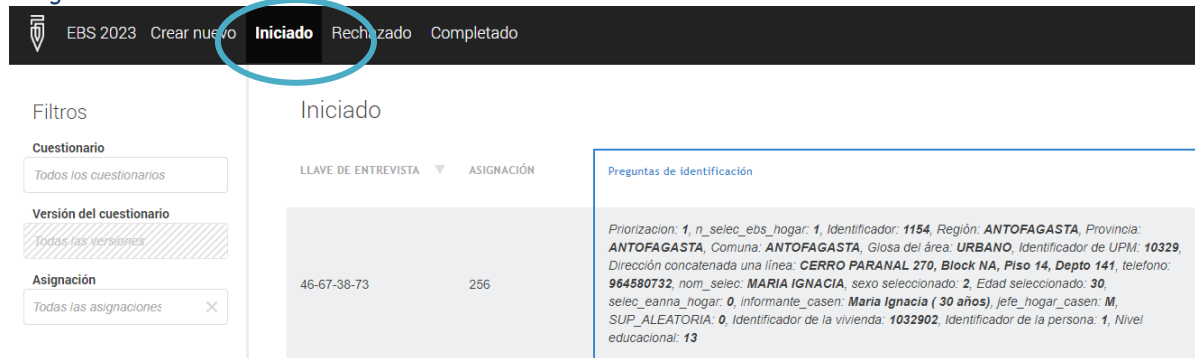 EBS 2023 Crear nuevo Iniciado Rechazado Completado
Filtros
Cuestionario
Todos los cuestionarios
Versión del cuestionario
Todas las versiones
Asignación
Todas las asignaciones
Iniciado
LLAVE DE ENTREVISTA ASIGNACIÓN Preguntas de identificación
46-67-38-73 256
Priorizacion: 1, n_selec_ebs_hogar: 1, Identificador: 1154, Región: ANTOFAGASTA, Provincia:
ANTOFAGASTA, Comuna: ANTOFAGASTA, Glosa del área: URBANO, Identificador de UPM: 10329,
Dirección concatenada una línea: CERRO PARANAL 270, Block NA, Piso 14, Depto 141, telefono:
964580732, nom_selec: MARIA IGNACIA, sexo seleccionado: 2, Edad seleccionado: 30,
selec_eanna_hogar: 0, informante_casen: Maria Ignacia ( 30 años), jefe_hogar_casen: M,
SUP_ALEATORIA: 0, Identificador de la vivienda: 1032902, Identificador de la persona: 1, Nivel
educacional: 13